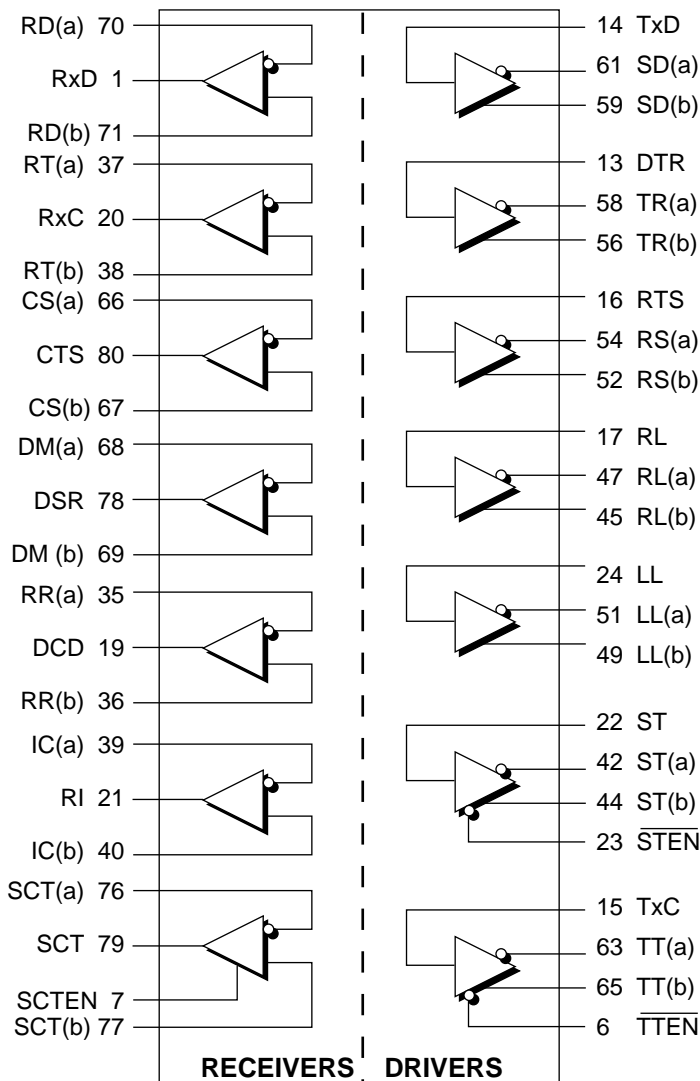 RD(a) 70
RxD 1
RD(b) 71
RT(a) 37
RxC 20
RT(b) 38
CS(a) 66
CTS 80
CS(b) 67
DM(a) 68
DSR 78
DM (b) 69
RR(a) 35
DCD 19
RR(b) 36
IC(a) 39
RI 21
IC(b) 40
SCT(a) 76
SCT 79
SCTEN 7
SCT(b) 77
RECEIVERS
14 TxD
61 SD(a)
59 SD(b)
13 DTR
58 TR(a)
56 TR(b)
16 RTS
54 RS(a)
52 RS(b)
17 RL
47 RL(a)
45 RL(b)
24 LL
51 LL(a)
49 LL(b)
22 ST
42 ST(a)
44 ST(b)
23 STEN
15 TxC
63 TT(a)
65 TT(b)
6 TTEN
DRIVERS